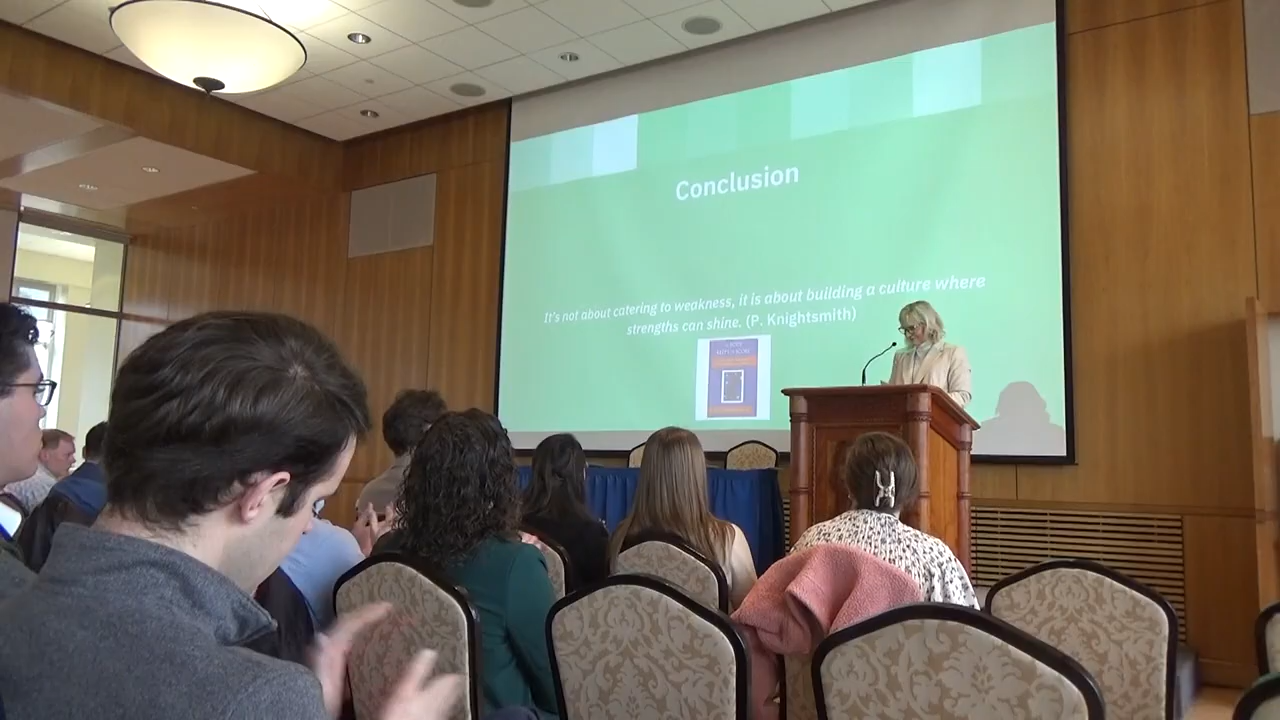 Conclusion
It's not about catering to weakness, it is about building a culture where
strengths can shine. (P. Knightsmith)